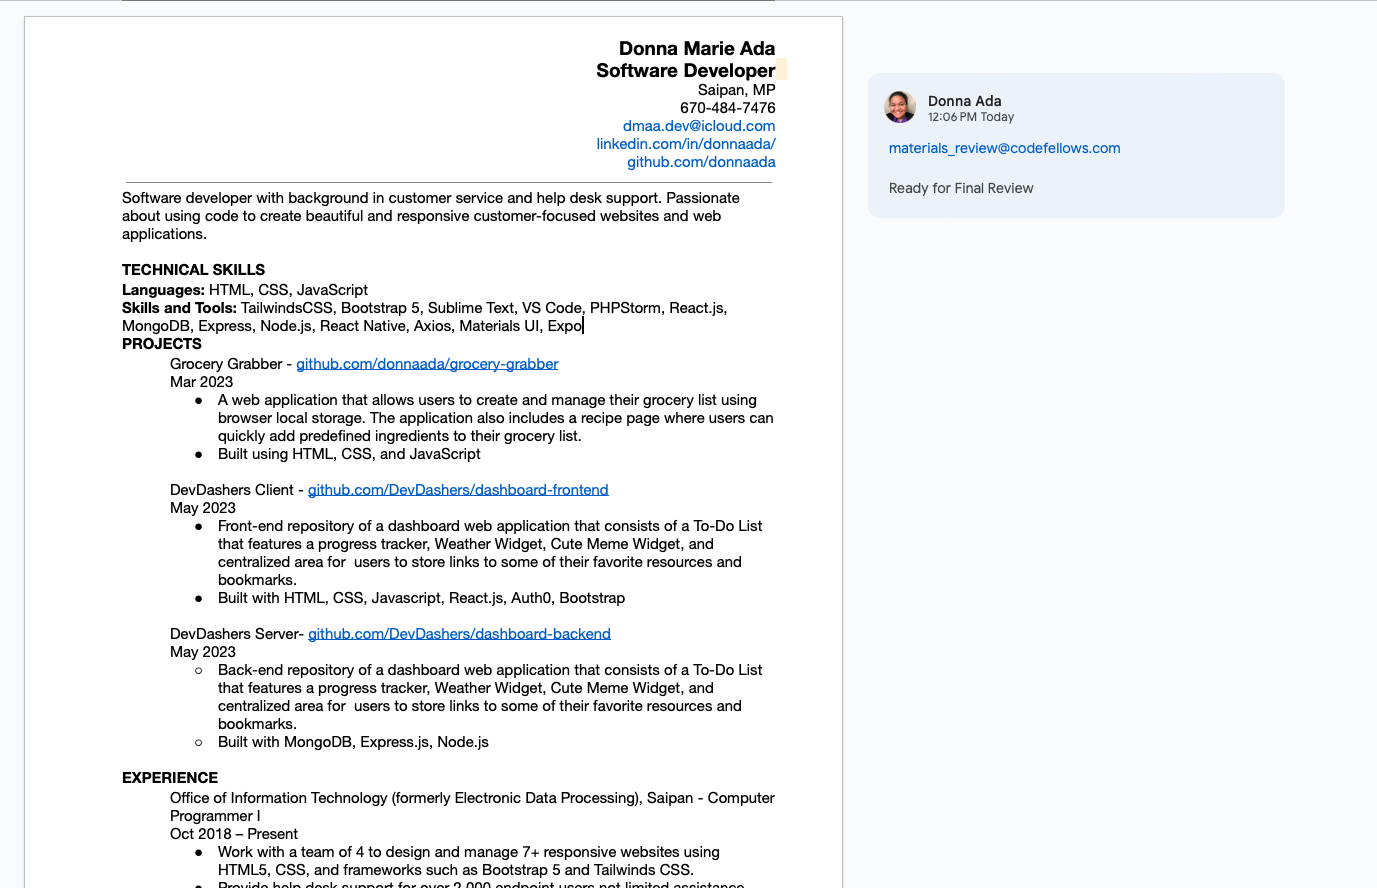 Donna Marie Ada
Software Developer
Saipan, MP
670-484-7476
dmaa.dev@icloud.com
linkedin.com/in/donnaada/
github.com/donnaada
Software developer with background in customer service and help desk support. Passionate
about using code to create beautiful and responsive customer-focused websites and web
applications.
TECHNICAL SKILLS
Languages: HTML, CSS, JavaScript
Skills and Tools: TailwindsCSS, Bootstrap 5, Sublime Text, VS Code, PHPStorm, React.js,
MongoDB, Express, Node.js, React Native, Axios, Materials UI, Expo
PROJECTS
Grocery Grabber - github.com/donnaada/grocery-grabber
Mar 2023
● A web application that allows users to create and manage their grocery list using
browser local storage. The application also includes a recipe page where users can
quickly add predefined ingredients to their grocery list.
● Built using HTML, CSS, and JavaScript
DevDashers Client - github.com/DevDashers/dashboard-frontend
May 2023
● Front-end repository of a dashboard web application that consists of a To-Do List
that features a progress tracker, Weather Widget, Cute Meme Widget, and
centralized area for  users to store links to some of their favorite resources and
bookmarks.
● Built with HTML, CSS, Javascript, React.js, Auth0, Bootstrap
DevDashers Server- github.com/DevDashers/dashboard-backend
May 2023
○ Back-end repository of a dashboard web application that consists of a To-Do List
that features a progress tracker, Weather Widget, Cute Meme Widget, and
centralized area for  users to store links to some of their favorite resources and
bookmarks.
○ Built with MongoDB, Express.js, Node.js
EXPERIENCE
Office of Information Technology (formerly Electronic Data Processing), Saipan - Computer
Programmer I
Oct 2018 – Present
● Work with a team of 4 to design and manage 7+ responsive websites using
HTML5, CSS, and frameworks such as Bootstrap 5 and Tailwinds CSS.
● Provide help desk support for over 2,000 endpoint users not limited assistance
Donna Ada
12:06 PM Today
materials_review@codefellows.com
Ready for Final Review